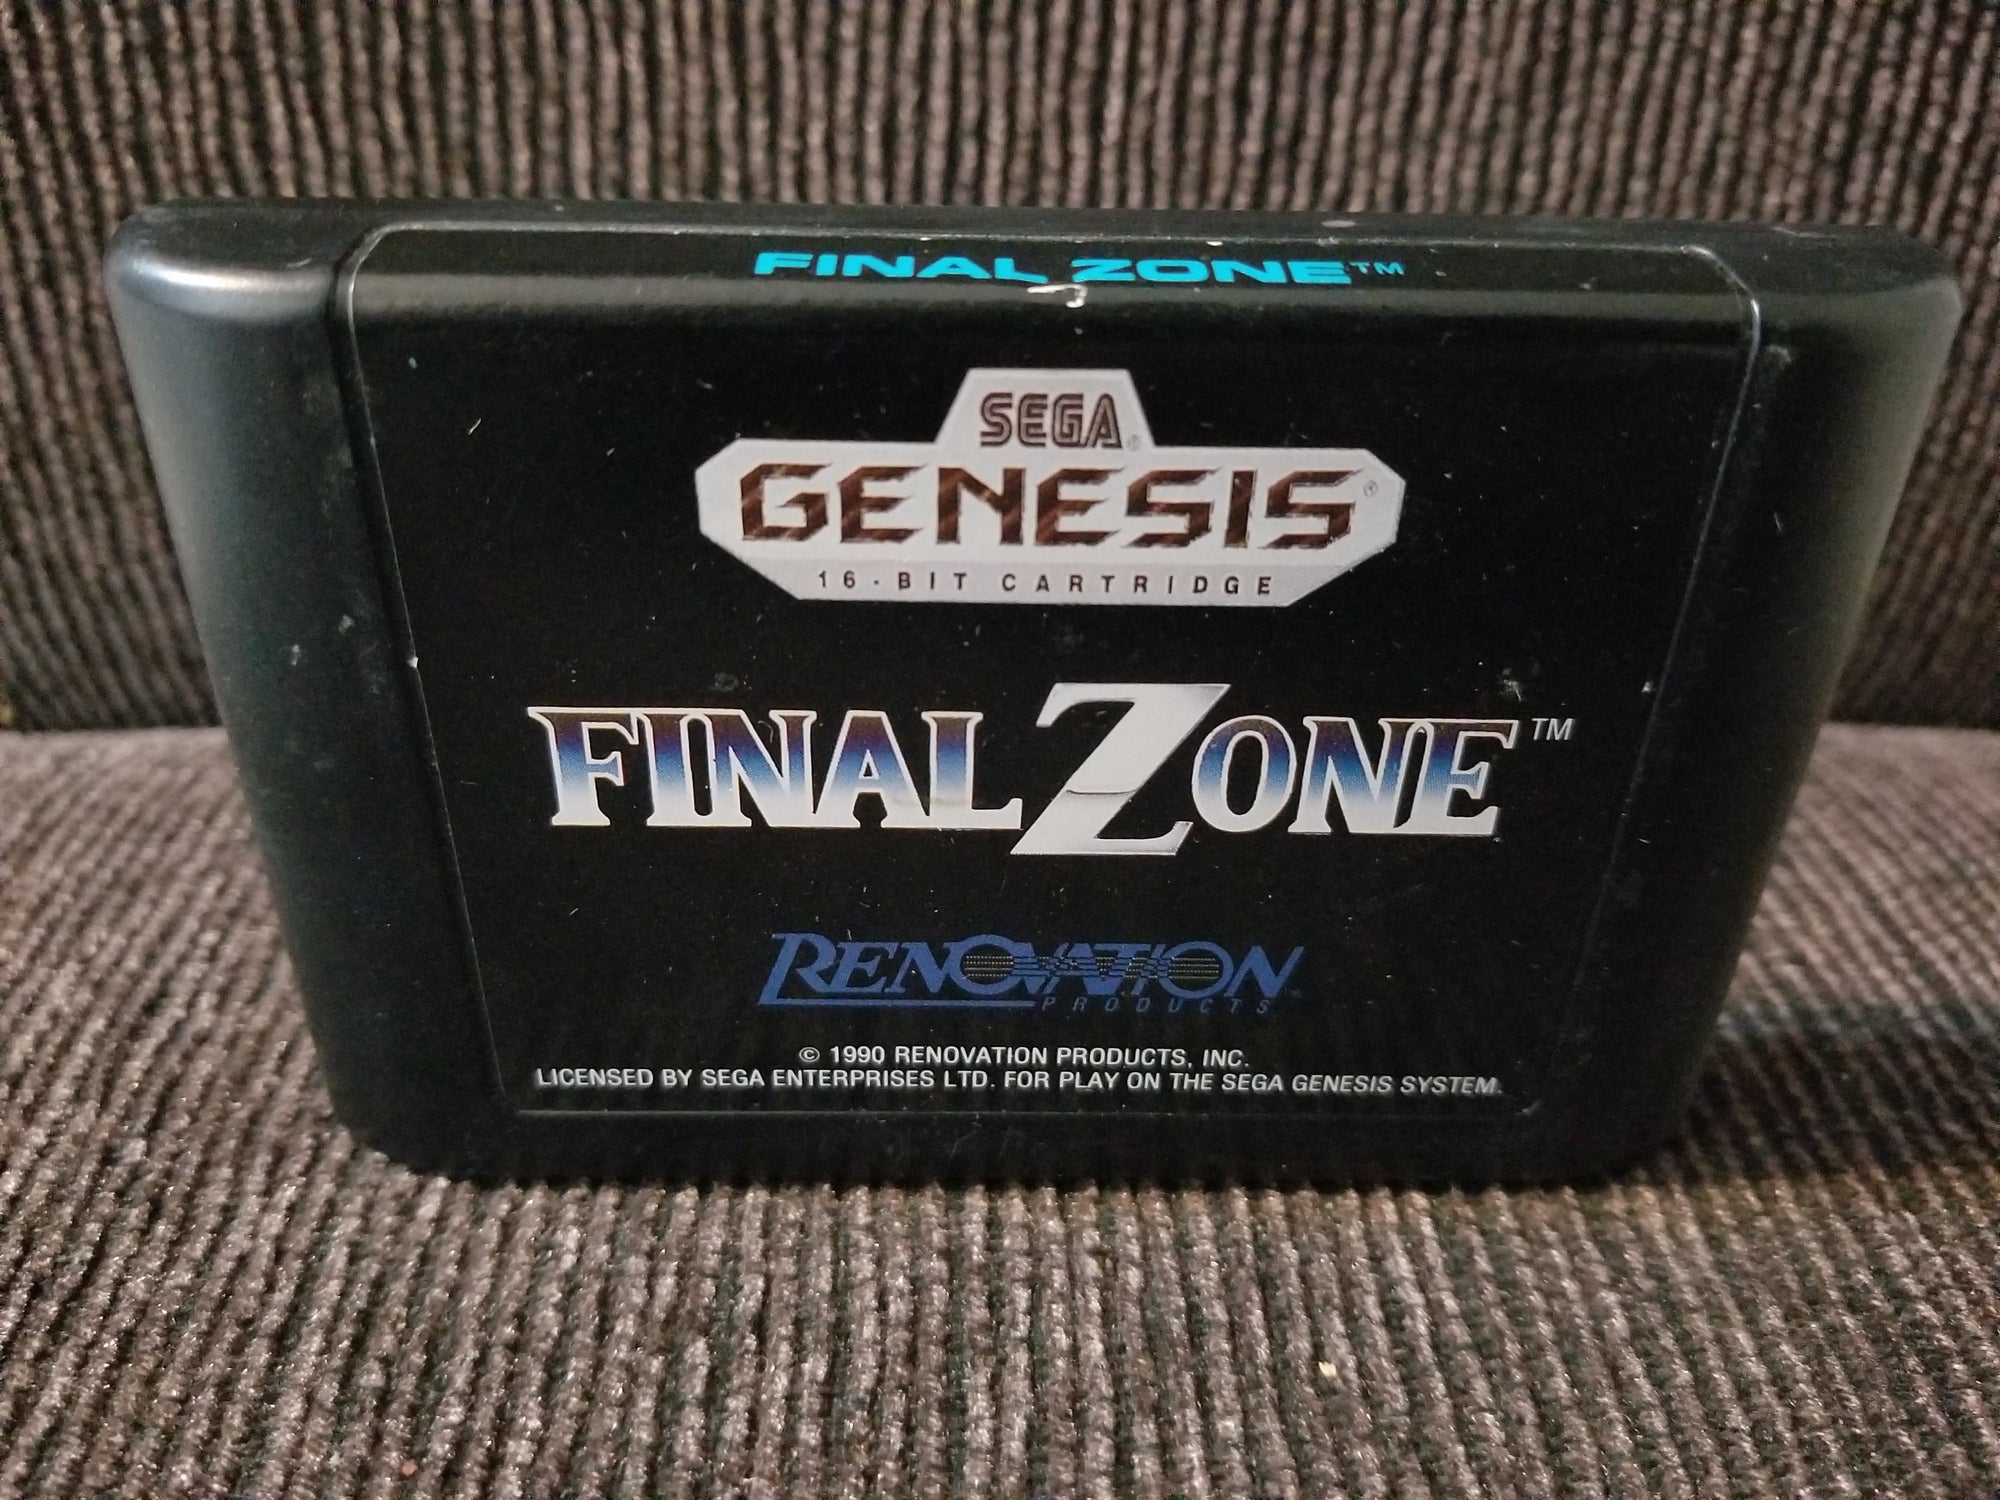 FINAL ZONE™
SEGA®
GENESIS®
16-BIT CARTRIDGE
FINAL ZONE™
RENOVATION™
PRODUCTS
© 1990 RENOVATION PRODUCTS, INC.
LICENSED BY SEGA ENTERPRISES LTD. FOR PLAY ON THE SEGA GENESIS SYSTEM.